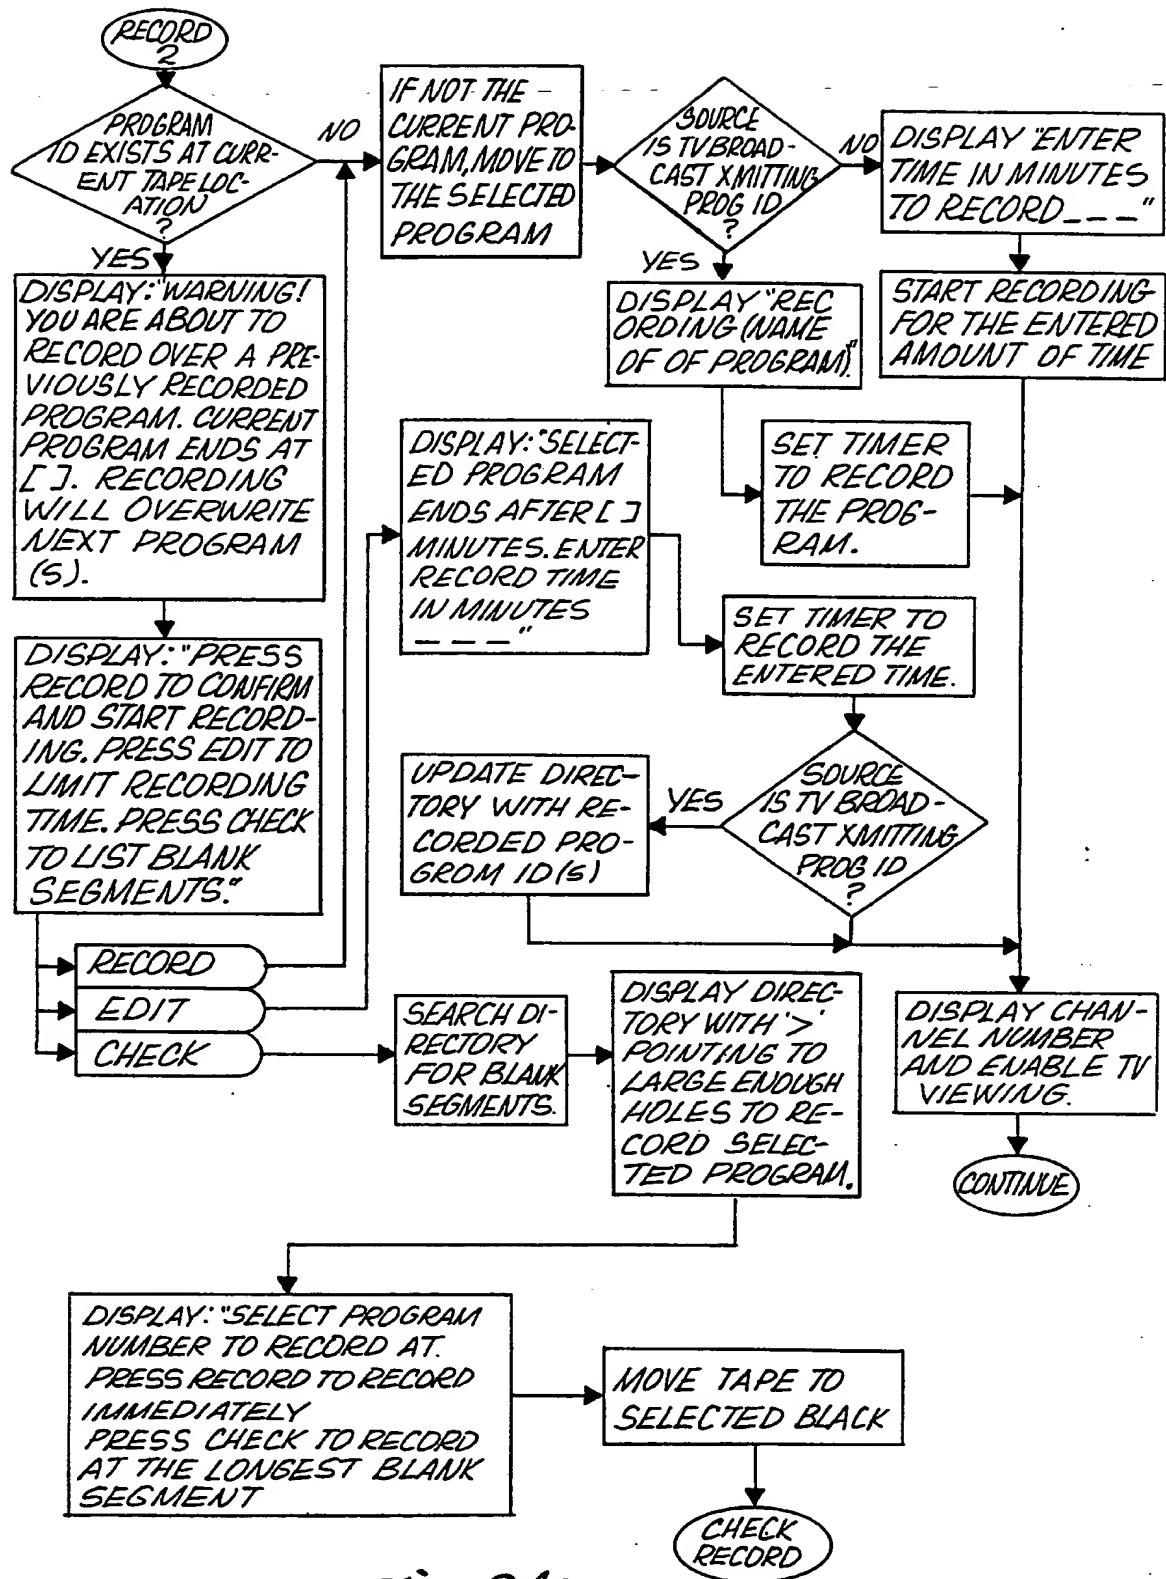 RECORD
2
PROGRAM
ID EXISTS AT CURR-
ENT TAPE LOC-
ATION
?
NO
YES
IF NOT THE
CURRENT PRO-
GRAM, MOVE TO
THE SELECTED
PROGRAM
SOURCE
IS TV BROAD-
CAST XMITTING
PROG ID
?
NO
YES
DISPLAY "ENTER
TIME IN MINUTES
TO RECORD _ _ _"
START RECORDING
FOR THE ENTERED
AMOUNT OF TIME
DISPLAY "REC
ORDING (NAME
OF OF PROGRAM)."
SET TIMER
TO RECORD
THE PROG-
RAM.
DISPLAY: "WARNING!
YOU ARE ABOUT TO
RECORD OVER A PRE-
VIOUSLY RECORDED
PROGRAM. CURRENT
PROGRAM ENDS AT
[ ]. RECORDING
WILL OVERWRITE
NEXT PROGRAM
(S).
DISPLAY: "PRESS
RECORD TO CONFIRM
AND START RECORD-
ING. PRESS EDIT TO
LIMIT RECORDING
TIME. PRESS CHECK
TO LIST BLANK
SEGMENTS."
RECORD
EDIT
CHECK
DISPLAY: "SELECT-
ED PROGRAM
ENDS AFTER [ ]
MINUTES. ENTER
RECORD TIME
IN MINUTES
_ _ _"
SET TIMER TO
RECORD THE
ENTERED TIME.
SOURCE
IS TV BROAD-
CAST XMITTING
PROG ID
?
YES
UPDATE DIREC-
TORY WITH RE-
CORDED PRO-
GROM ID(S)
SEARCH DI-
RECTORY
FOR BLANK
SEGMENTS.
DISPLAY DIREC-
TORY WITH '>'
POINTING TO
LARGE ENOUGH
HOLES TO RE-
CORD SELEC-
TED PROGRAM.
DISPLAY CHAN-
NEL NUMBER
AND ENABLE TV
VIEWING.
CONTINUE
DISPLAY: "SELECT PROGRAM
NUMBER TO RECORD AT.
PRESS RECORD TO RECORD
IMMEDIATELY
PRESS CHECK TO RECORD
AT THE LONGEST BLANK
SEGMENT
MOVE TAPE TO
SELECTED BLACK
CHECK
RECORD